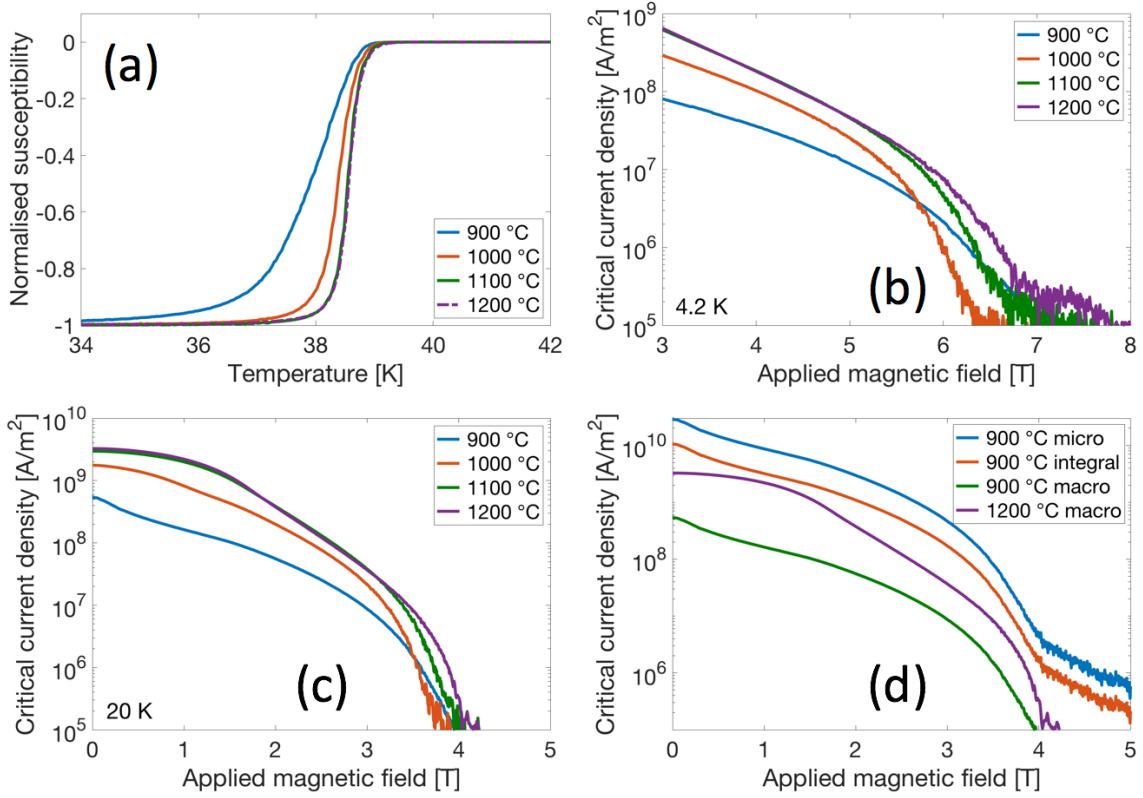 (a)
Normalised susceptibility
0
-0.2
-0.4
-0.6
-0.8
-1
34
36
38
40
42
Temperature [K]
900 °C
1000 °C
1100 °C
1200 °C
(b)
Critical current density [A/m²]
10⁹
10⁸
10⁷
10⁶
10⁵
3
4
5
6
7
8
Applied magnetic field [T]
4.2 K
900 °C
1000 °C
1100 °C
1200 °C
(c)
Critical current density [A/m²]
10¹⁰
10⁹
10⁸
10⁷
10⁶
10⁵
0
1
2
3
4
5
Applied magnetic field [T]
20 K
900 °C
1000 °C
1100 °C
1200 °C
(d)
Critical current density [A/m²]
10¹⁰
10⁸
10⁶
0
1
2
3
4
5
Applied magnetic field [T]
900 °C micro
900 °C integral
900 °C macro
1200 °C macro